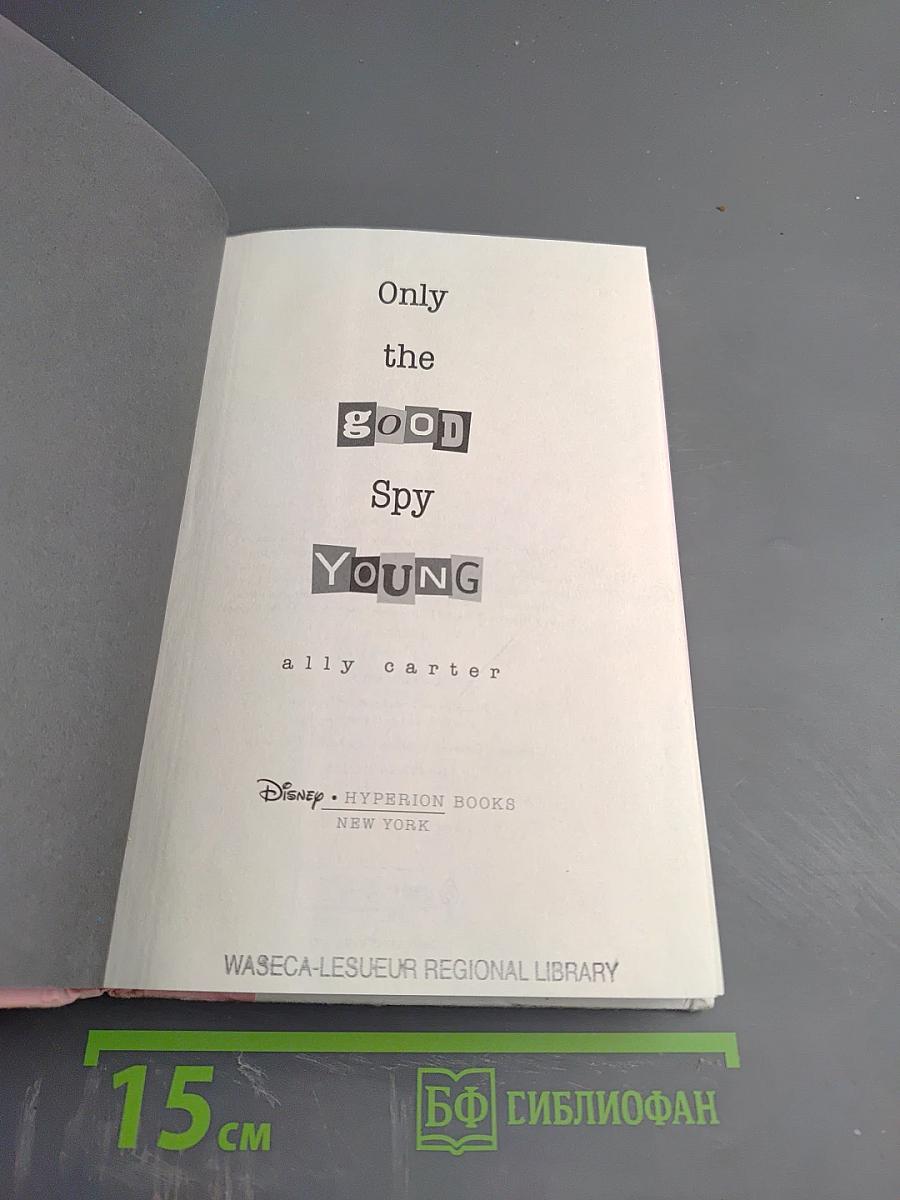 Only
the
gOOD
Spy
YOUNG
ally carter
Disney • HYPERION BOOKS
NEW YORK
WASECA-LESUEUR REGIONAL LIBRARY
15 см
БФ БИБЛИОФАН